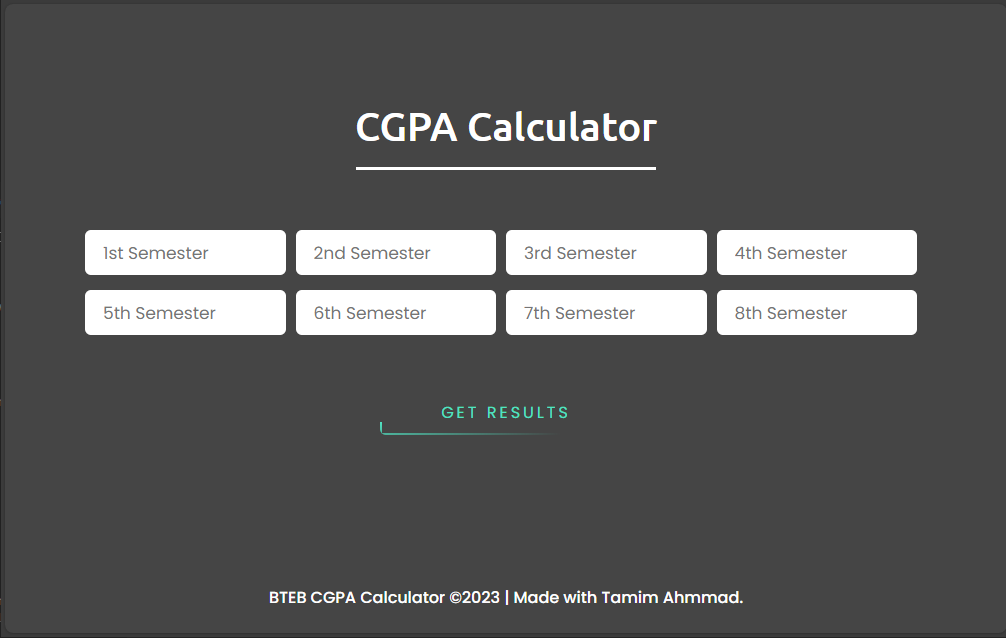 CGPA Calculator
1st Semester 2nd Semester 3rd Semester 4th Semester
5th Semester 6th Semester 7th Semester 8th Semester
GET RESULTS
BTEB CGPA Calculator ©2023 | Made with Tamim Ahmmad.